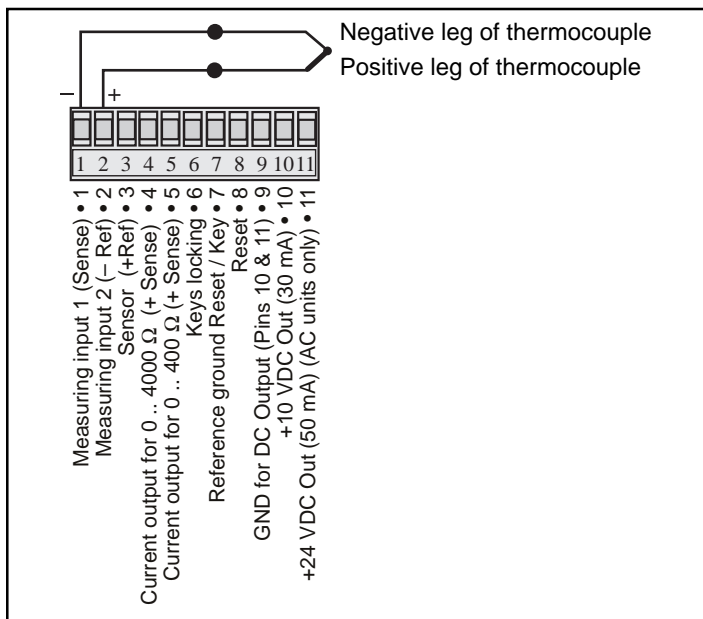 Negative leg of thermocouple
Positive leg of thermocouple
– +
1 2 3 4 5 6 7 8 9 10 11
Measuring input 1 (Sense) • 1
Measuring input 2 (– Ref) • 2
Sensor (+Ref) • 3
Current output for 0 .. 4000 Ω (+ Sense) • 4
Current output for 0 .. 400 Ω (+ Sense) • 5
Keys locking • 6
Reference ground Reset / Key • 7
Reset • 8
GND for DC Output (Pins 10 & 11) • 9
+10 VDC Out (30 mA) • 10
+24 VDC Out (50 mA) (AC units only) • 11